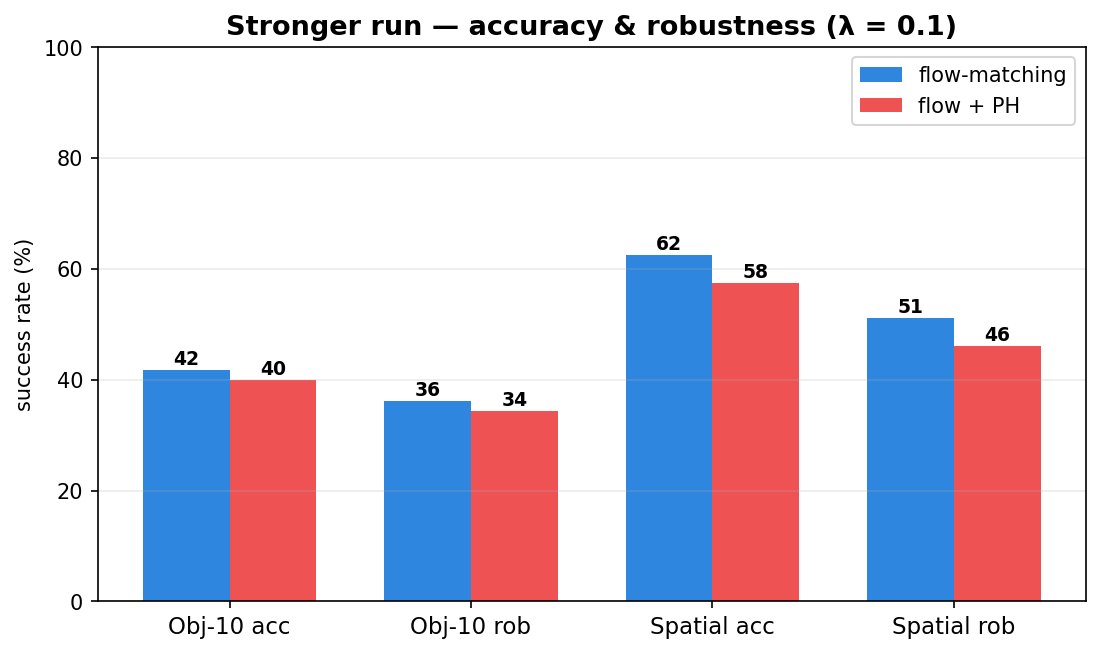 Stronger run — accuracy & robustness (λ = 0.1)
flow-matching
flow + PH
success rate (%)
100
80
60
40
20
0
42
40
36
34
62
58
51
46
Obj-10 acc
Obj-10 rob
Spatial acc
Spatial rob